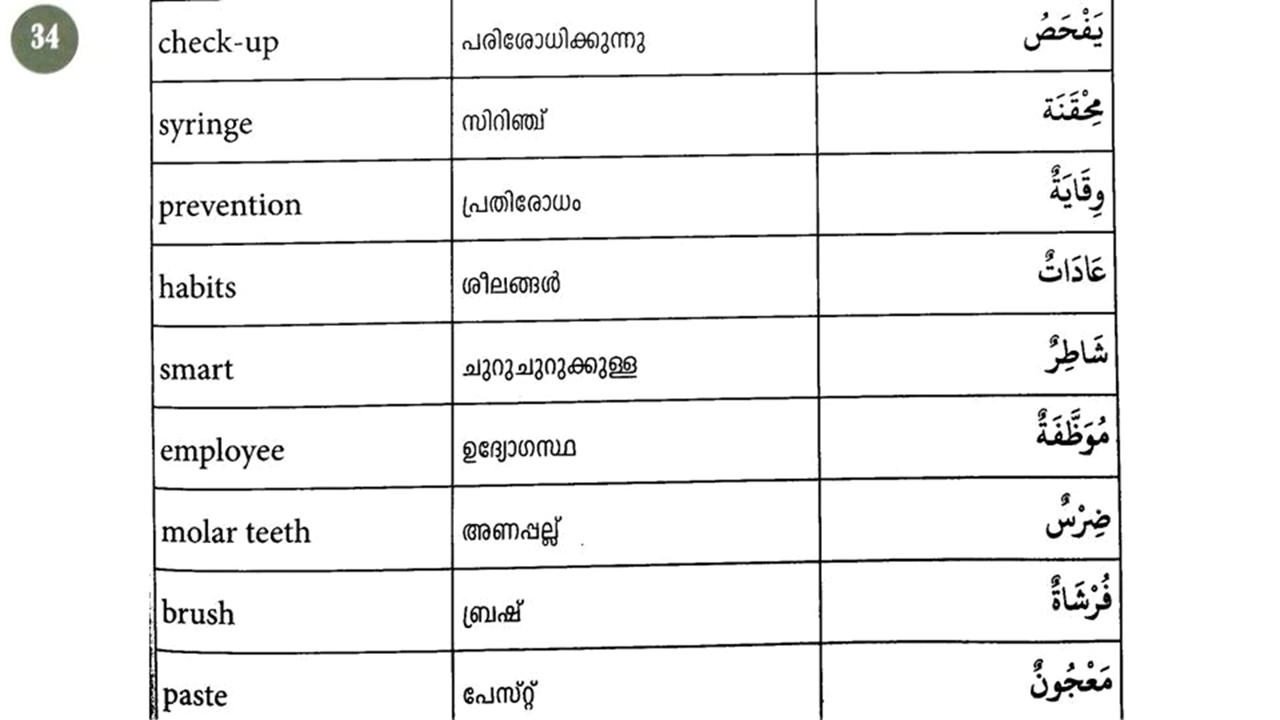 34
check-up പരിശോധിക്കുന്നു يَفْحَصُ
syringe സിറിഞ്ച് مِحْقَنَة
prevention പ്രതിരോധം وِقَايَةٌ
habits ശീലങ്ങൾ عَادَاتٌ
smart ചുറുചുറുക്കുള്ള شَاطِرٌ
employee ഉദ്യോഗസ്ഥ مُوَظَّفَةٌ
molar teeth അണപ്പല്ല് ضِرْسٌ
brush ബ്രഷ് فُرْشَاةٌ
paste പേസ്റ്റ് مَعْجُونٌ